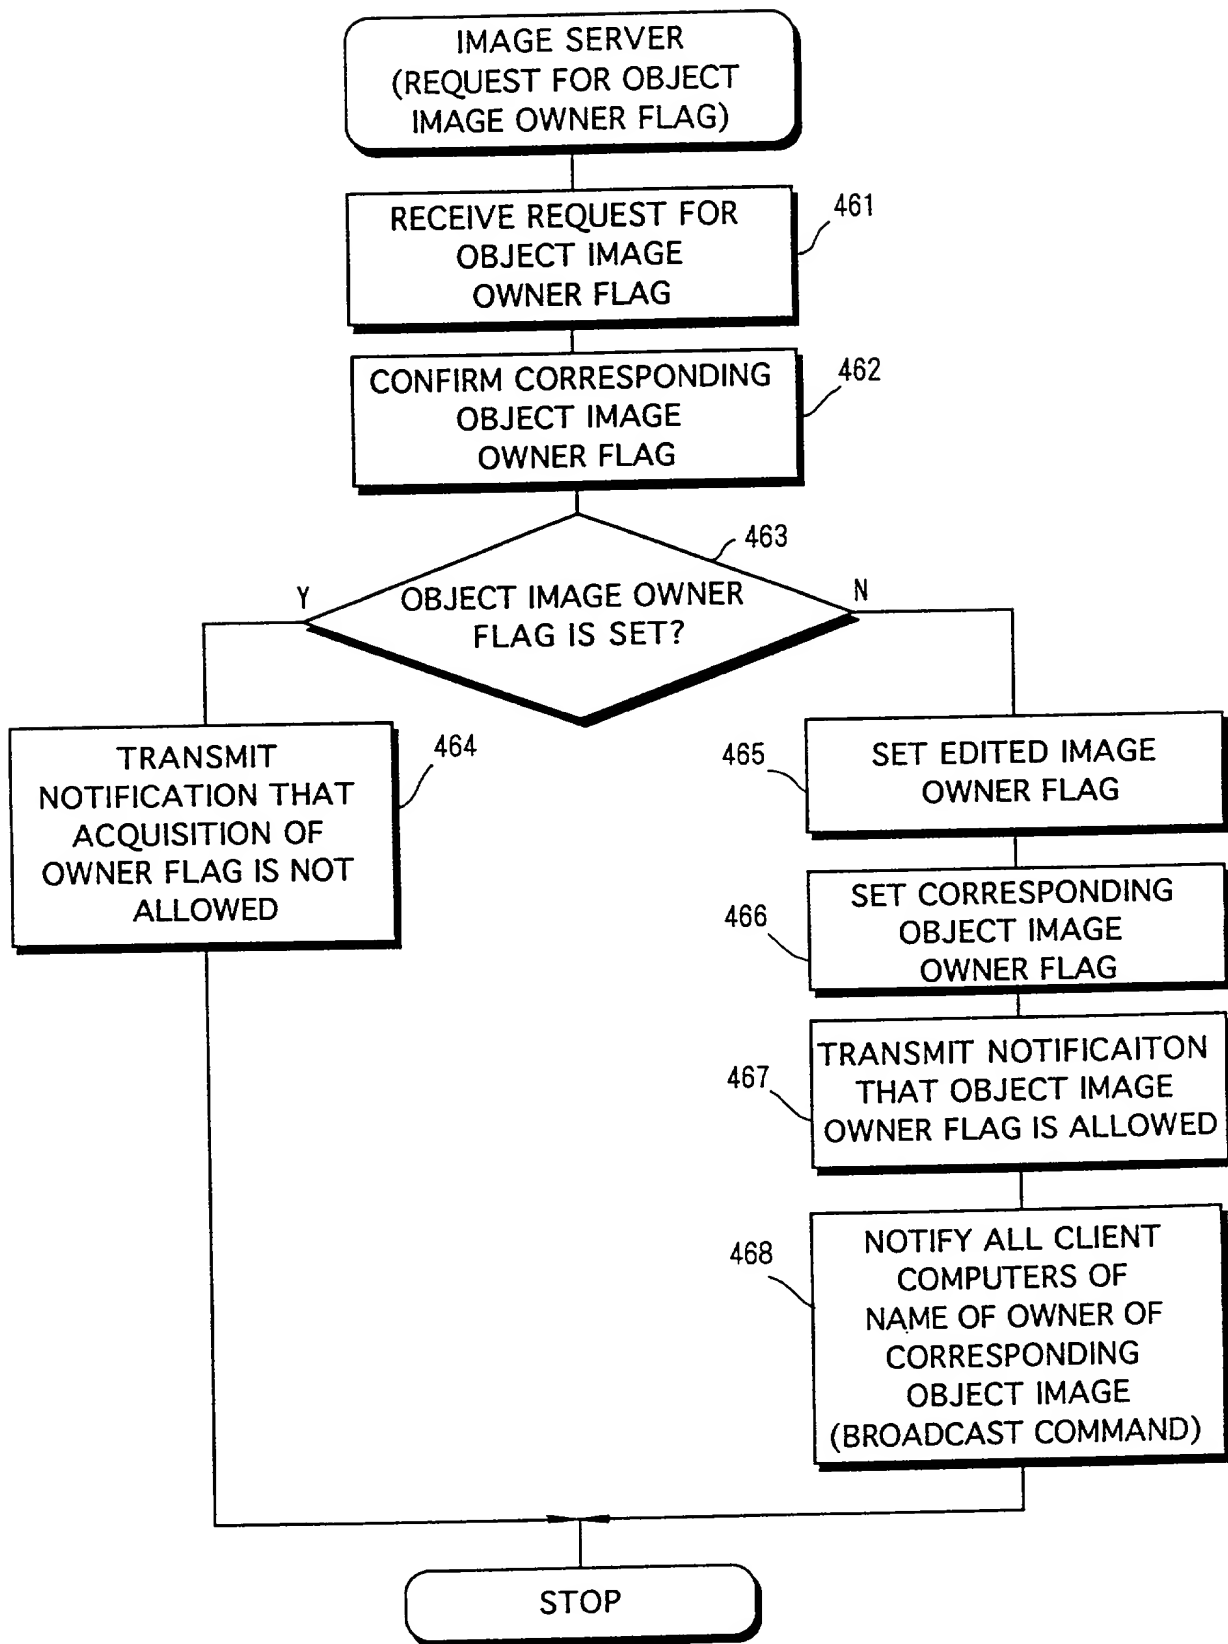 IMAGE SERVER
(REQUEST FOR OBJECT
IMAGE OWNER FLAG)
RECEIVE REQUEST FOR
OBJECT IMAGE
OWNER FLAG
461
CONFIRM CORRESPONDING
OBJECT IMAGE
OWNER FLAG
462
463
Y
OBJECT IMAGE OWNER
FLAG IS SET?
N
TRANSMIT
NOTIFICATION THAT
ACQUISITION OF
OWNER FLAG IS NOT
ALLOWED
464
465
SET EDITED IMAGE
OWNER FLAG
466
SET CORRESPONDING
OBJECT IMAGE
OWNER FLAG
467
TRANSMIT NOTIFICAITON
THAT OBJECT IMAGE
OWNER FLAG IS ALLOWED
468
NOTIFY ALL CLIENT
COMPUTERS OF
NAME OF OWNER OF
CORRESPONDING
OBJECT IMAGE
(BROADCAST COMMAND)
STOP